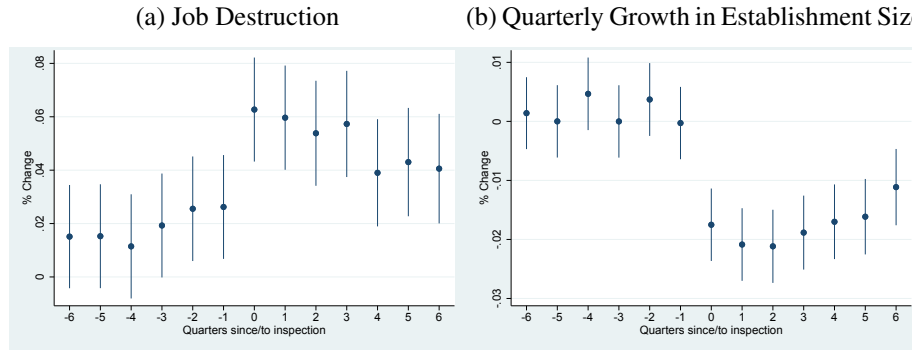 (a) Job Destruction
(b) Quarterly Growth in Establishment Size
% Change
.08
.06
.04
.02
0
-6 -5 -4 -3 -2 -1 0 1 2 3 4 5 6
Quarters since/to inspection
% Change
.01
0
-.01
-.02
-.03
-6 -5 -4 -3 -2 -1 0 1 2 3 4 5 6
Quarters since/to inspection